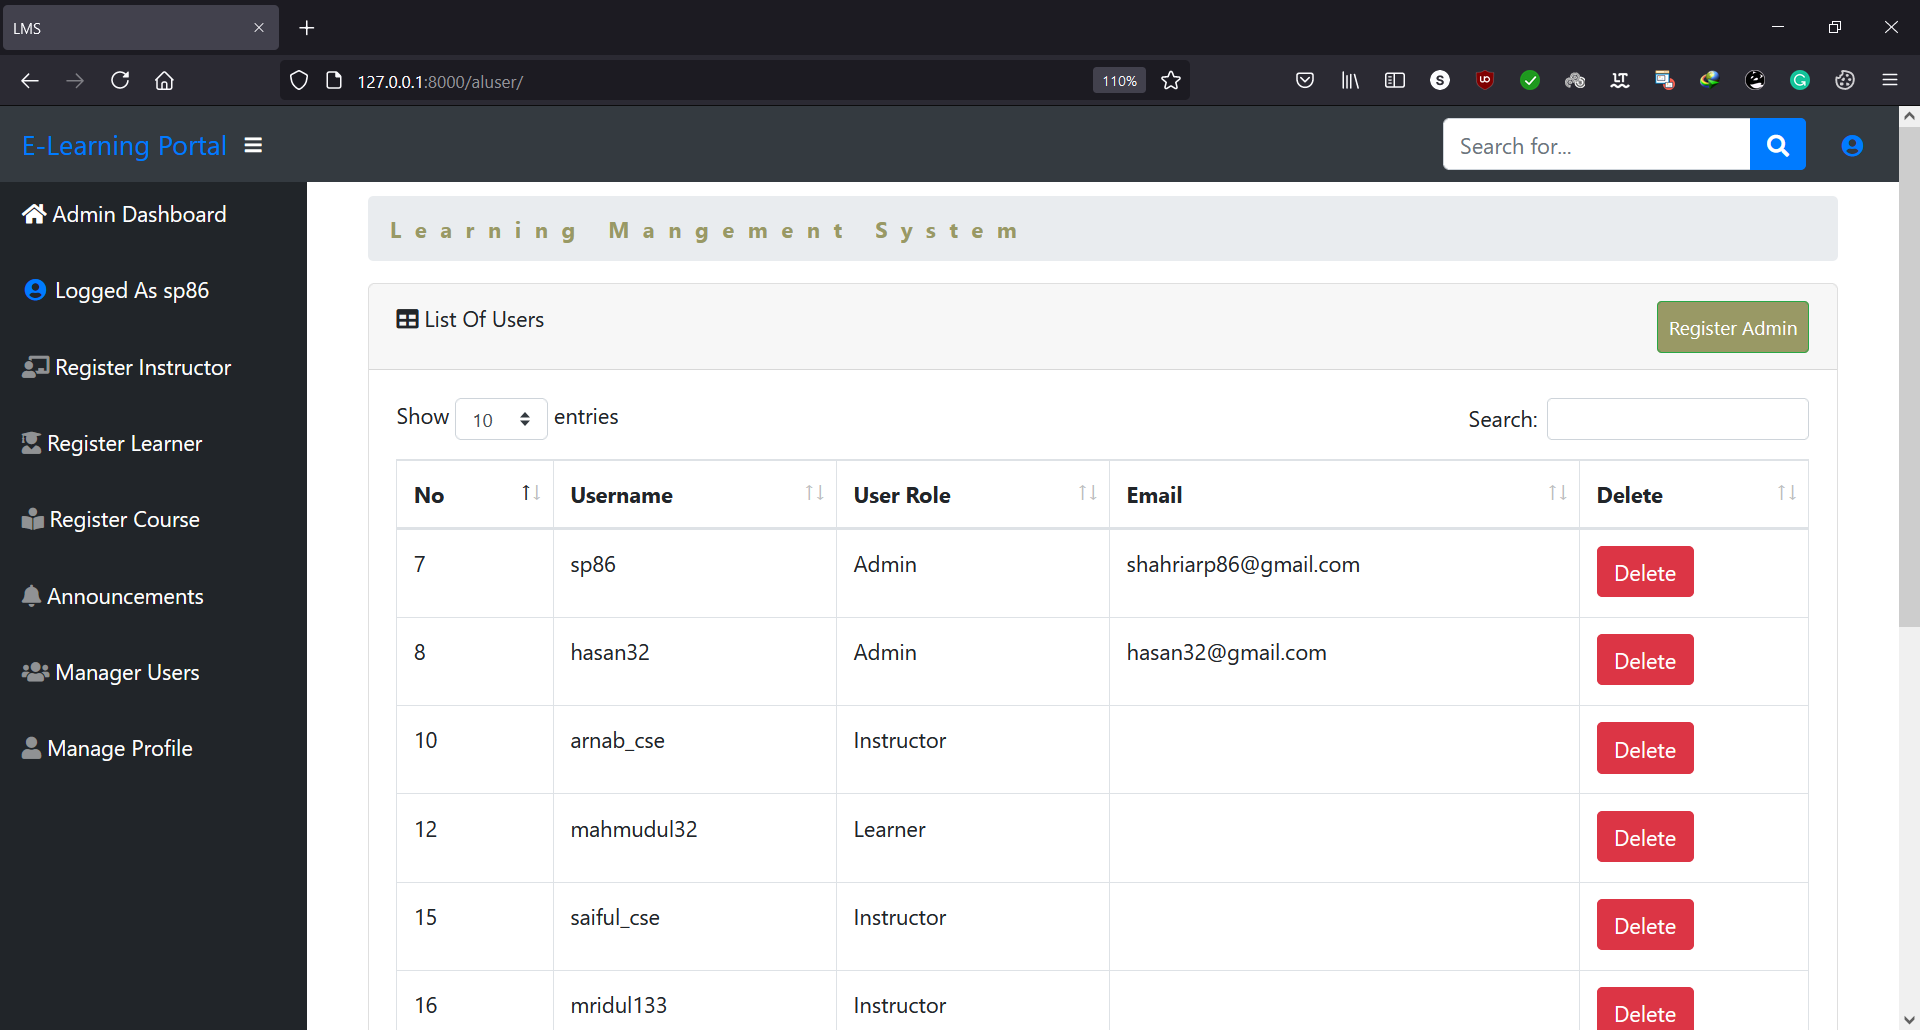 LMS
127.0.0.1:8000/aluser/
110%
E-Learning Portal
Search for...
Admin Dashboard
Logged As sp86
Register Instructor
Register Learner
Register Course
Announcements
Manager Users
Manage Profile
Learning Mangement System
List Of Users
Register Admin
Show 10 entries
Search:
No Username User Role Email Delete
7 sp86 Admin shahriarp86@gmail.com Delete
8 hasan32 Admin hasan32@gmail.com Delete
10 arnab_cse Instructor Delete
12 mahmudul32 Learner Delete
15 saiful_cse Instructor Delete
16 mridul133 Instructor Delete